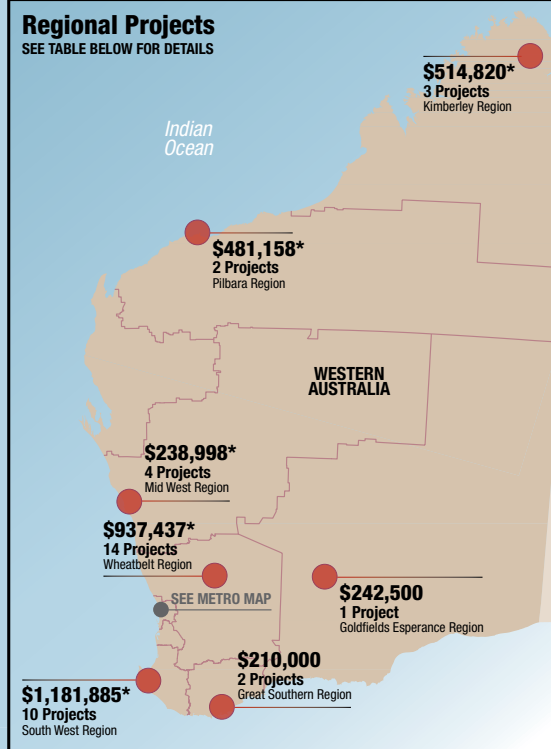 Regional Projects
SEE TABLE BELOW FOR DETAILS
$514,820*
3 Projects
Kimberley Region
Indian
Ocean
$481,158*
2 Projects
Pilbara Region
WESTERN
AUSTRALIA
$238,998*
4 Projects
Mid West Region
$937,437*
14 Projects
Wheatbelt Region
SEE METRO MAP
$242,500
1 Project
Goldfields Esperance Region
$210,000
2 Projects
Great Southern Region
$1,181,885*
10 Projects
South West Region